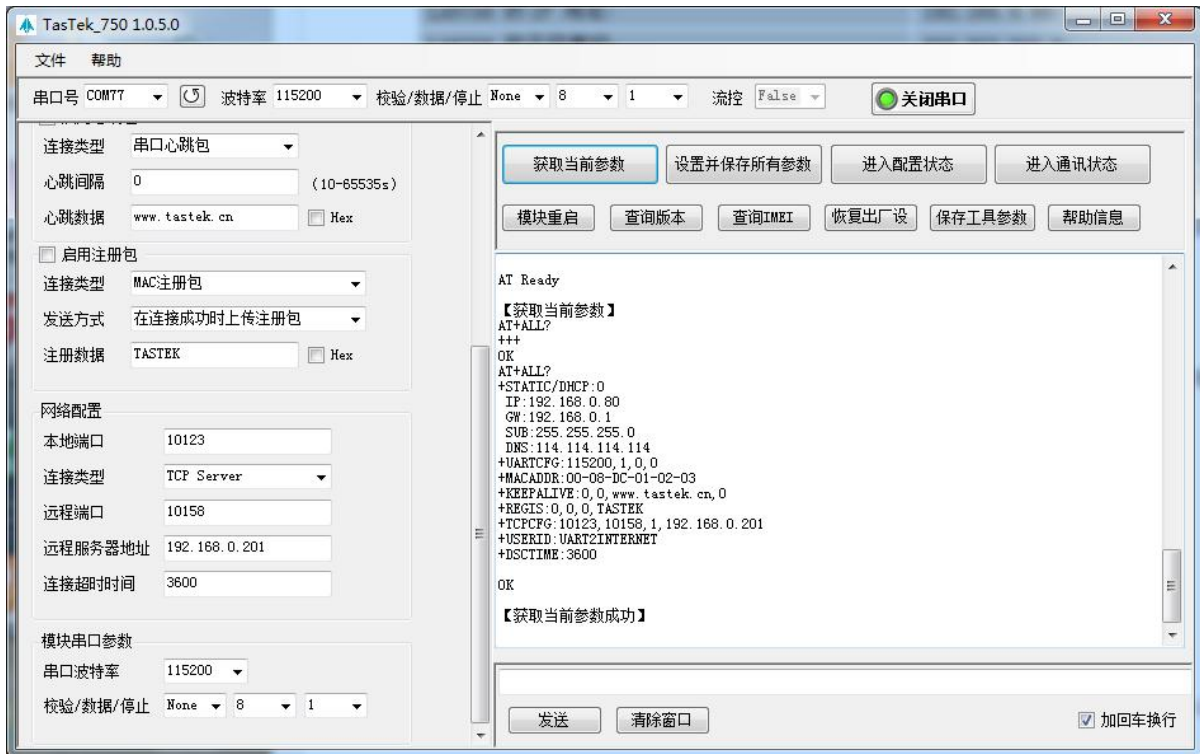 TasTek_750 1.0.5.0
文件 帮助
串口号 COM77 波特率 115200 校验/数据/停止 None 8 1 流控 False 关闭串口
连接类型 串口心跳包
心跳间隔 0 (10-65535s)
心跳数据 www.tastek.cn Hex
启用注册包
连接类型 MAC注册包
发送方式 在连接成功时上传注册包
注册数据 TASTEK Hex
网络配置
本地端口 10123
连接类型 TCP Server
远程端口 10158
远程服务器地址 192.168.0.201
连接超时时间 3600
模块串口参数
串口波特率 115200
校验/数据/停止 None 8 1
获取当前参数 设置并保存所有参数 进入配置状态 进入通讯状态
模块重启 查询版本 查询IMEI 恢复出厂设 保存工具参数 帮助信息
AT Ready
【获取当前参数】
AT+ALL?
+++
OK
AT+ALL?
+STATIC/DHCP:0
IP:192.168.0.80
GW:192.168.0.1
SUB:255.255.255.0
DNS:114.114.114.114
+UARTCFG:115200,1,0,0
+MACADDR:00-08-DC-01-02-03
+KEEPALIVE:0,0,www.tastek.cn,0
+REGIS:0,0,0,TASTEK
+TCPCFG:10123,10158,1,192.168.0.201
+USERID:UART2INTERNET
+DSCTIME:3600
OK
【获取当前参数成功】
发送 清除窗口 加回车换行